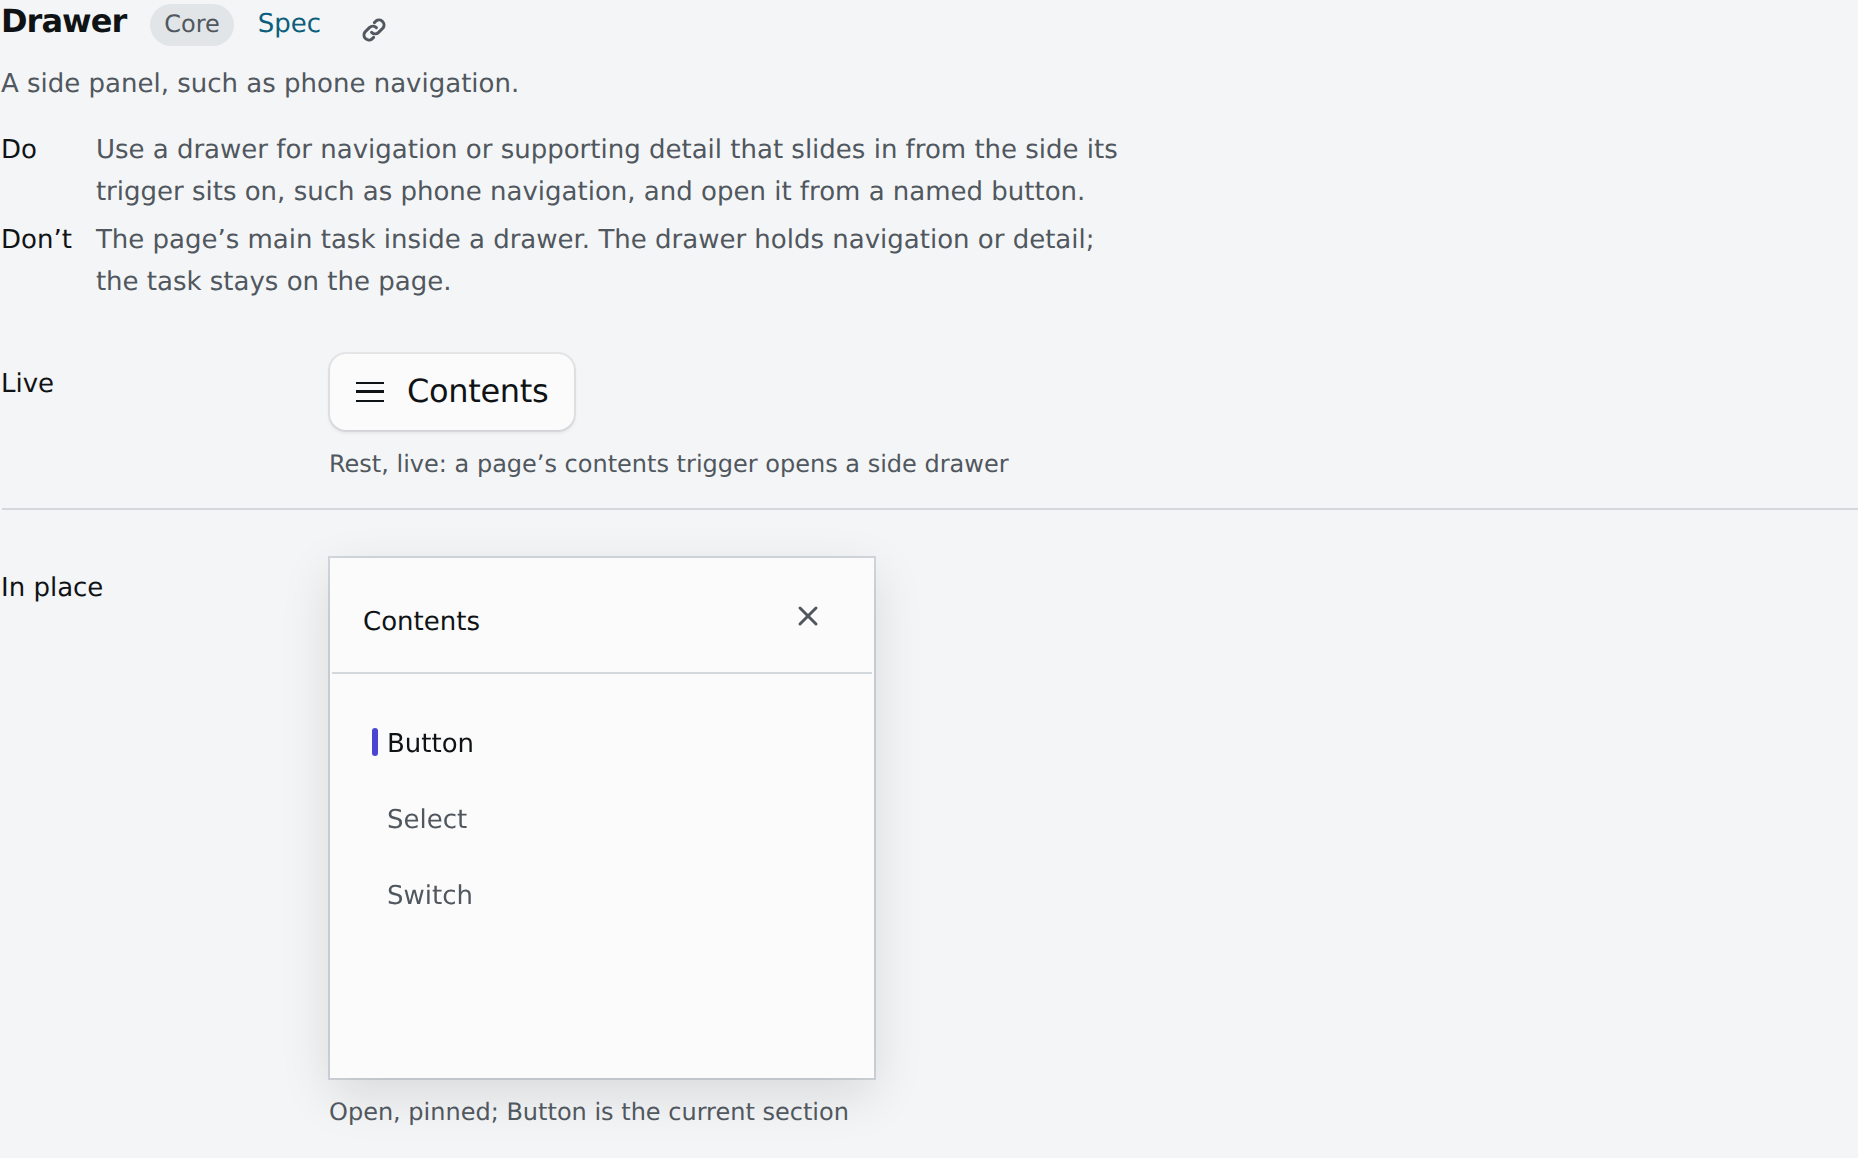 Drawer Core Spec
A side panel, such as phone navigation.
Do Use a drawer for navigation or supporting detail that slides in from the side its
trigger sits on, such as phone navigation, and open it from a named button.
Don’t The page’s main task inside a drawer. The drawer holds navigation or detail;
the task stays on the page.
Live
Contents
Rest, live: a page’s contents trigger opens a side drawer
In place
Contents
Button
Select
Switch
Open, pinned; Button is the current section